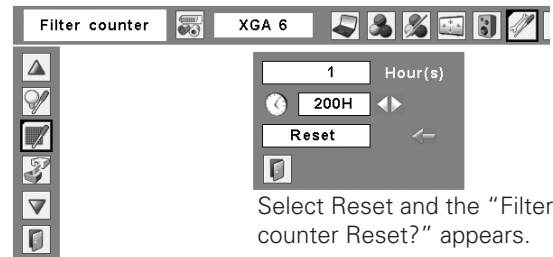 Filter counter
XGA 6
1 Hour(s)
200H
Reset
Select Reset and the “Filter
counter Reset?” appears.